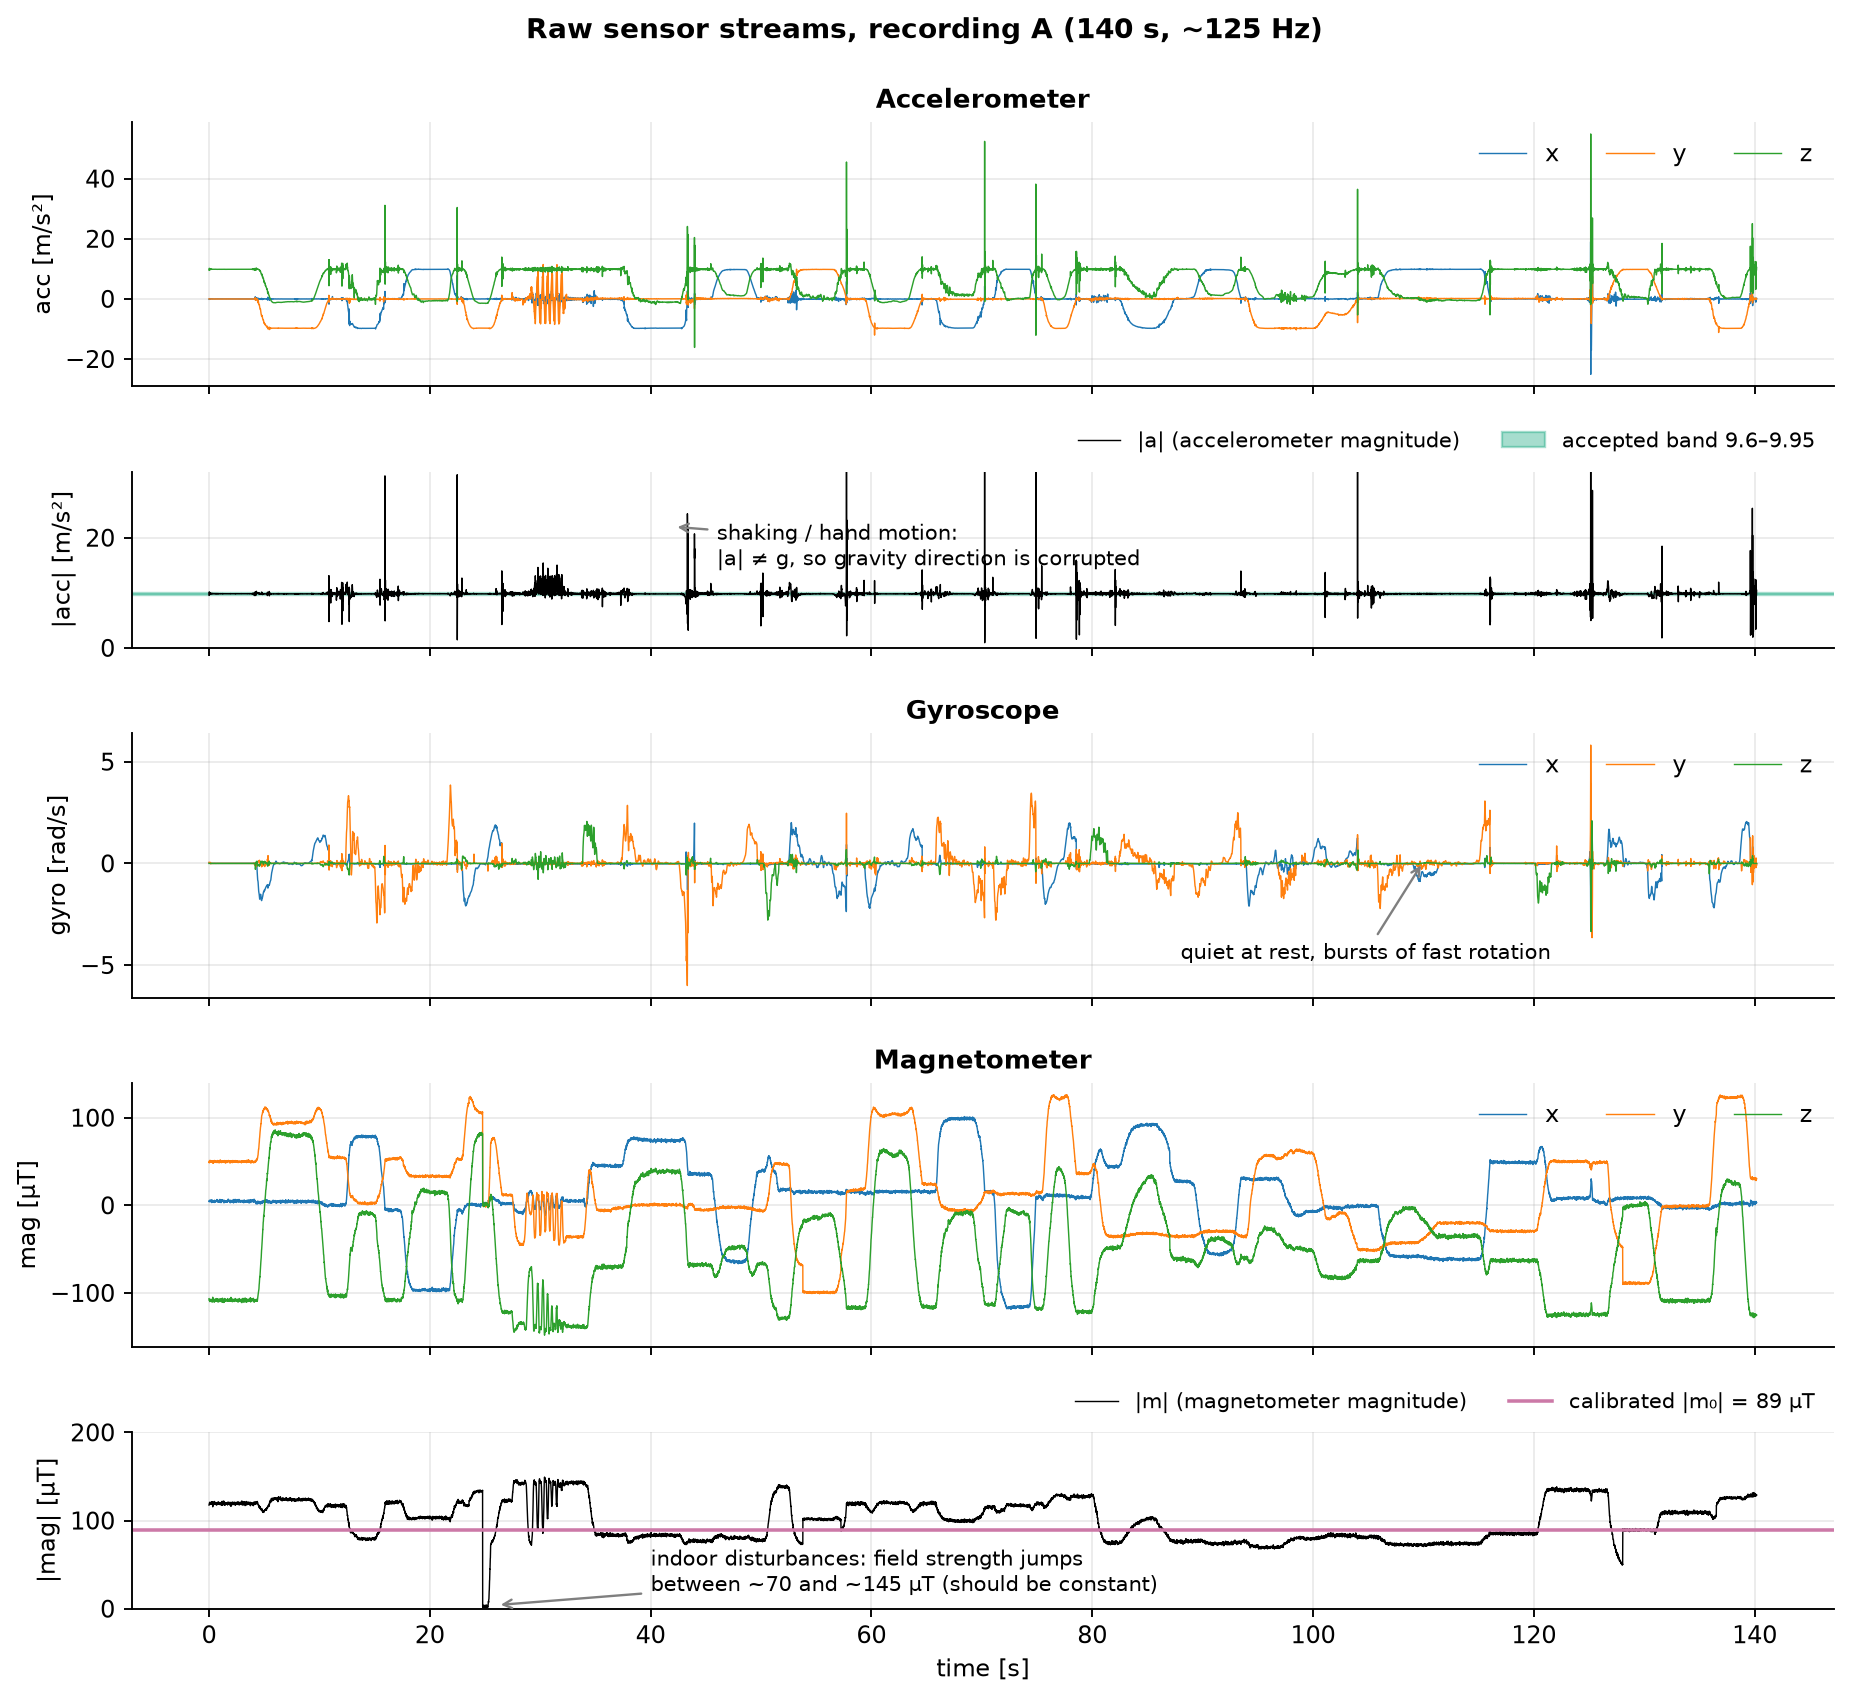 Raw sensor streams, recording A (140 s, ~125 Hz)
Accelerometer
x y z
acc [m/s²]
40
20
0
−20
|a| (accelerometer magnitude) accepted band 9.6–9.95
|acc| [m/s²]
20
0
shaking / hand motion:
|a| ≠ g, so gravity direction is corrupted
Gyroscope
x y z
gyro [rad/s]
5
0
−5
quiet at rest, bursts of fast rotation
Magnetometer
x y z
mag [µT]
100
0
−100
|m| (magnetometer magnitude) calibrated |m₀| = 89 µT
|mag| [µT]
200
100
0
indoor disturbances: field strength jumps
between ~70 and ~145 µT (should be constant)
0 20 40 60 80 100 120 140
time [s]